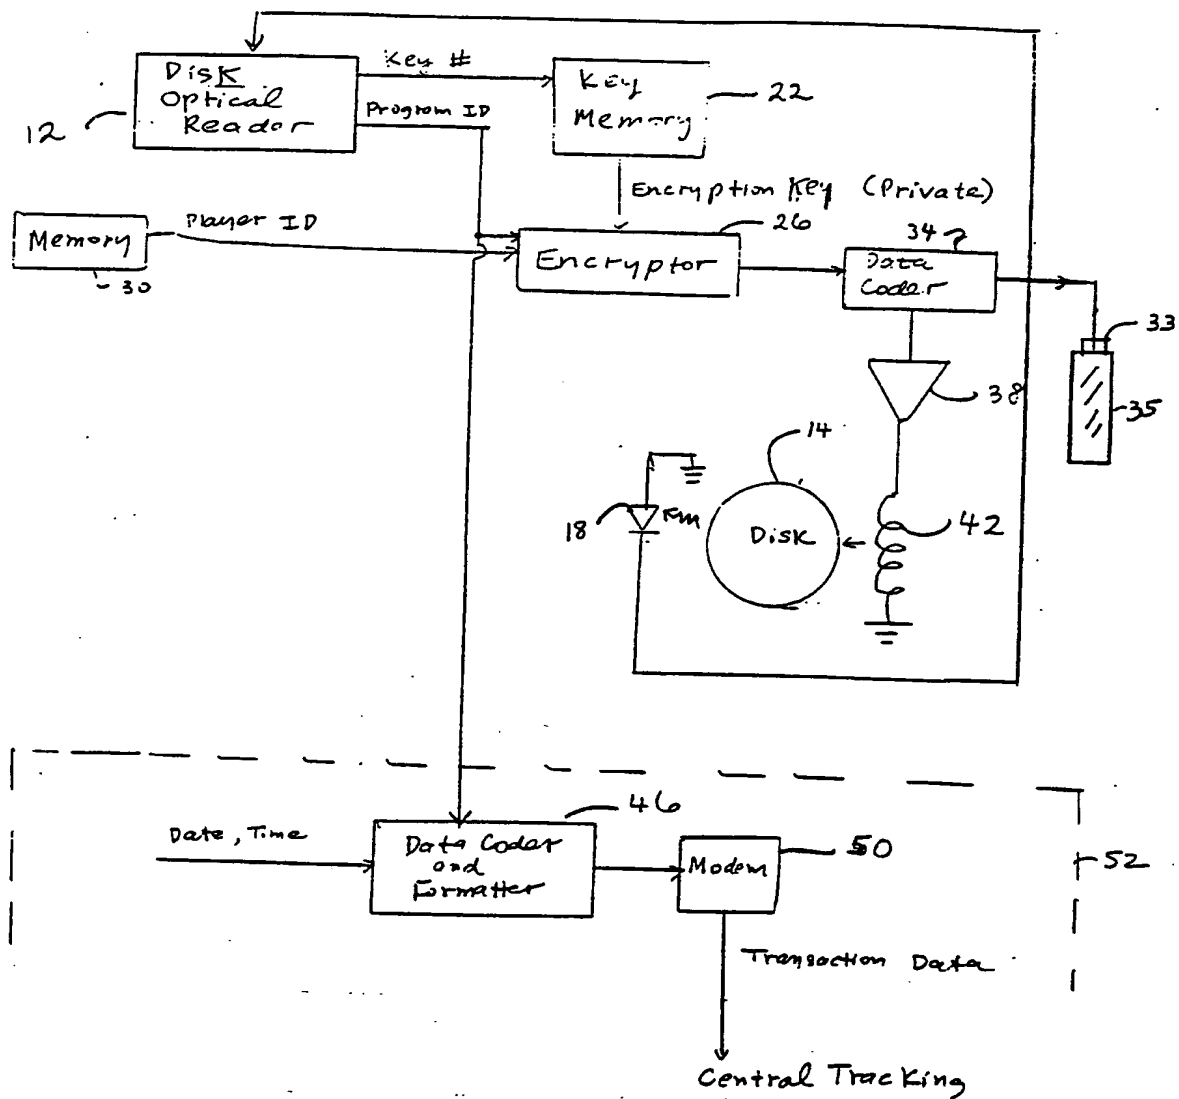 Disk
Optical
Reador
12
Key #
Program ID
Key
Memory
22
Encryption Key (Private)
Player ID
Memory
30
Encryptor
26
34
Data
Coder
33
35
38
14
Disk
18
42
Date, Time
Data Coder
and
Formatter
46
Modem
50
52
Transaction Data
Central Tracking